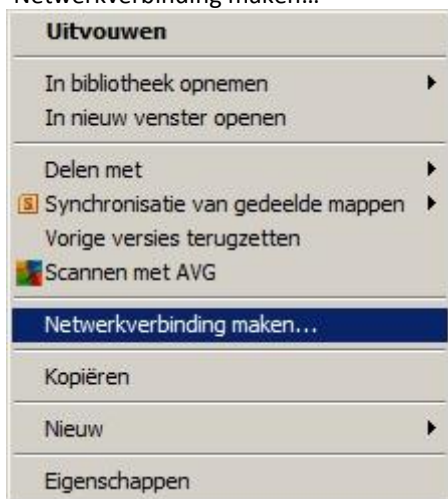 Netwerkverbinding maken...
Uitvouwen
In bibliotheek opnemen
In nieuw venster openen
Delen met
S Synchronisatie van gedeelde mappen
Vorige versies terugzetten
Scannen met AVG
Netwerkverbinding maken...
Kopiëren
Nieuw
Eigenschappen